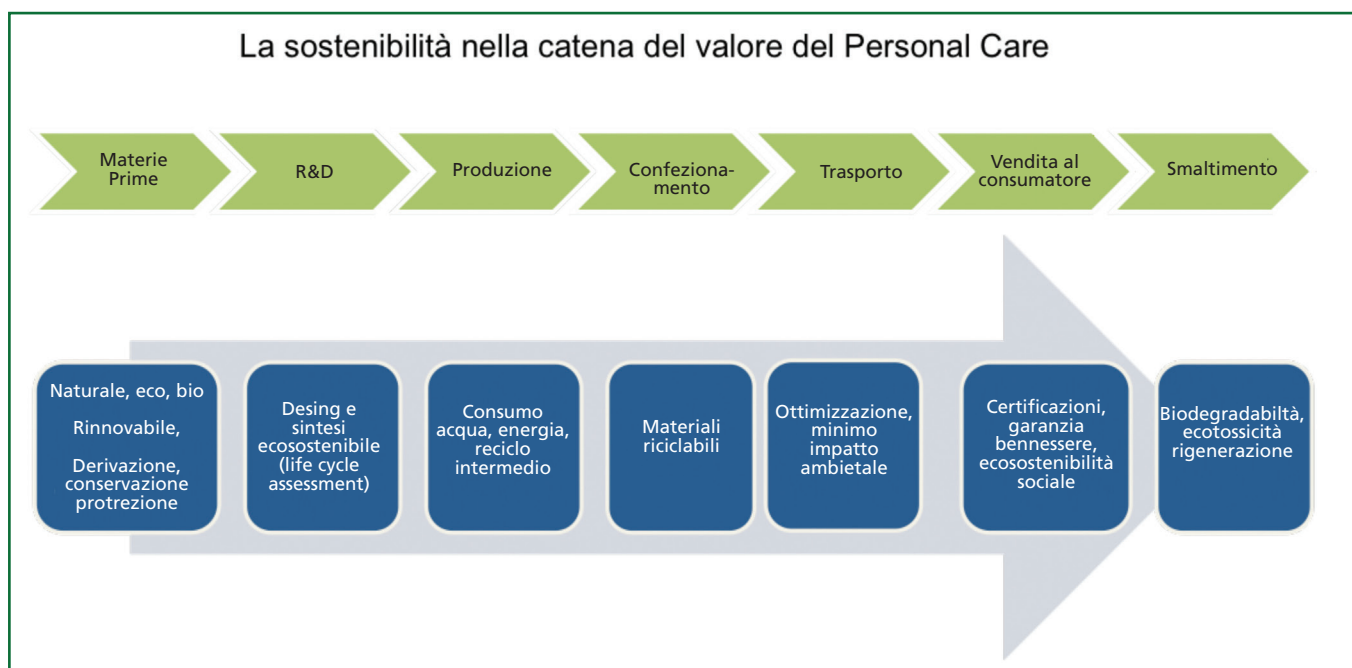 La sostenibilità nella catena del valore del Personal Care
Materie
Prime
R&D
Produzione
Confeziona-
mento
Trasporto
Vendita al
consumatore
Smaltimento
Naturale, eco, bio
Rinnovabile,
Derivazione,
conservazione
protrezione
Desing e
sintesi
ecosostenibile
(life cycle
assessment)
Consumo
acqua, energia,
reciclo
intermedio
Materiali
riciclabili
Ottimizzazione,
minimo
impatto
ambietale
Certificazioni,
garanzia
bennessere,
ecosostenibilità
sociale
Biodegradabiltà,
ecotossicità
rigenerazione